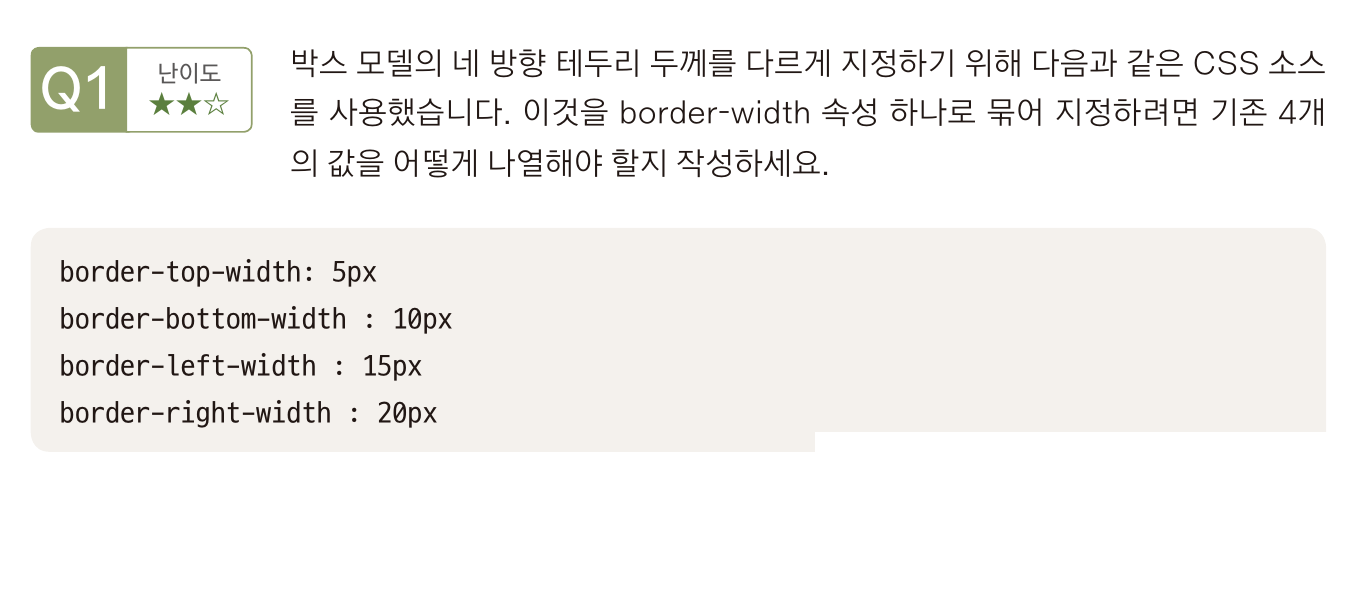 Q1
난이도
★★☆
박스 모델의 네 방향 테두리 두께를 다르게 지정하기 위해 다음과 같은 CSS 소스
를 사용했습니다. 이것을 border-width 속성 하나로 묶어 지정하려면 기존 4개
의 값을 어떻게 나열해야 할지 작성하세요.
border-top-width: 5px
border-bottom-width : 10px
border-left-width : 15px
border-right-width : 20px